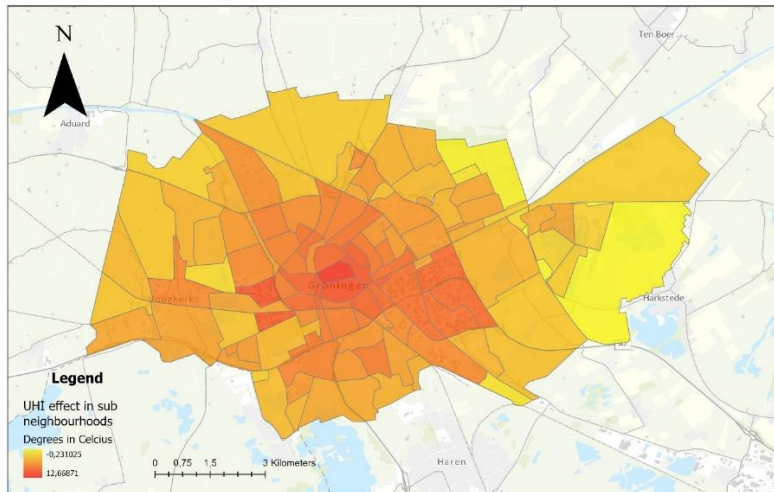 N
Ten Boer
Aduard
Groningen
Hoogkerk
Harkstede
Legend
UHI effect in sub
neighbourhoods
Degrees in Celcius
-0,231025
12,66871
0 0,75 1,5 3 Kilometers
Haren